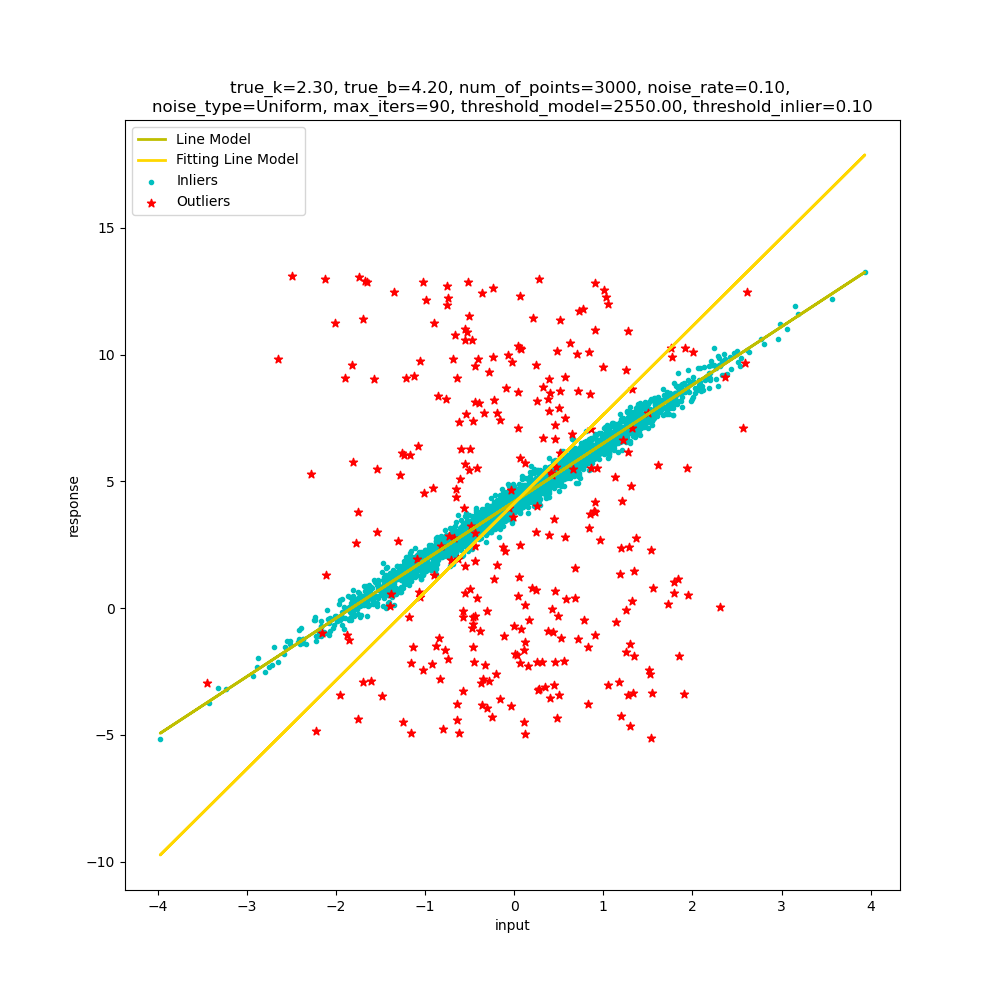 true_k=2.30, true_b=4.20, num_of_points=3000, noise_rate=0.10,
noise_type=Uniform, max_iters=90, threshold_model=2550.00, threshold_inlier=0.10
Line Model
Fitting Line Model
Inliers
Outliers
response
15
10
5
0
−5
−10
−4 −3 −2 −1 0 1 2 3 4
input